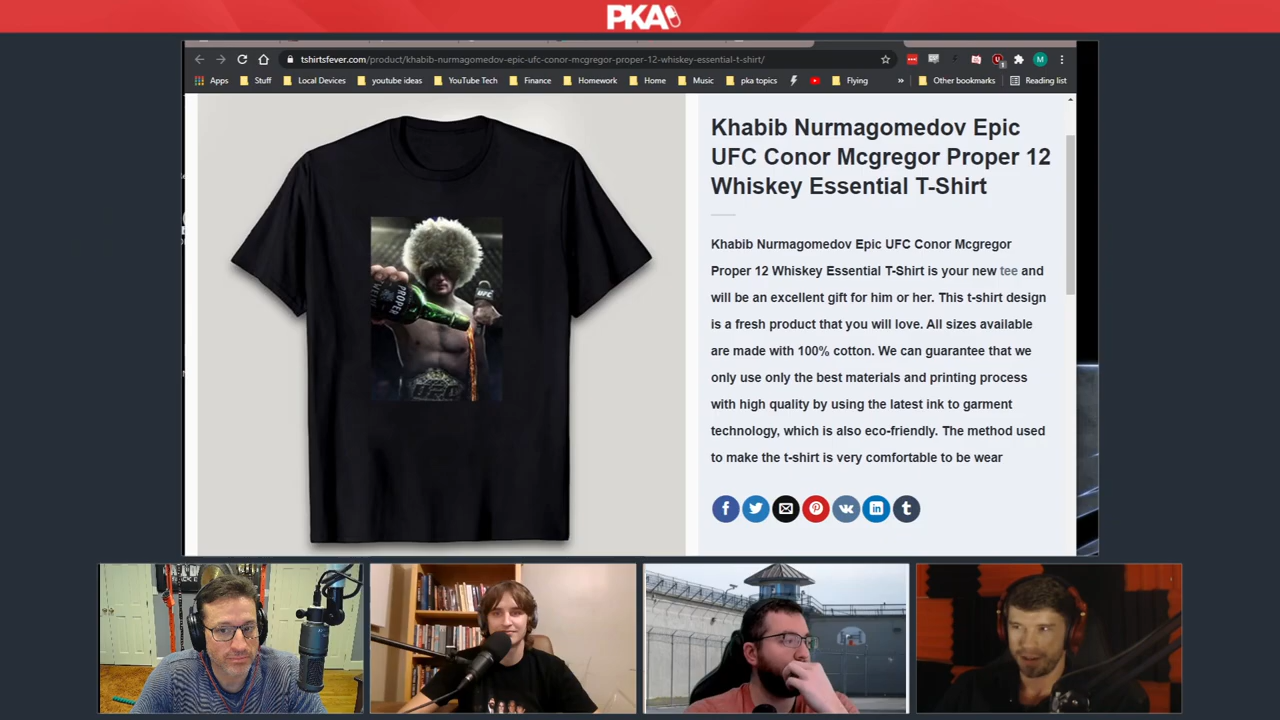 PKA
tshirtsfever.com/product/khabib-nurmagomedov-epic-ufc-conor-mcgregor-proper-12-whiskey-essential-t-shirt/
M
Apps Stuff Local Devices youtube ideas YouTube Tech Finance Homework Home Music pka topics Flying » Other bookmarks Reading list
Khabib Nurmagomedov Epic
UFC Conor Mcgregor Proper 12
Whiskey Essential T-Shirt
Khabib Nurmagomedov Epic UFC Conor Mcgregor
Proper 12 Whiskey Essential T-Shirt is your new tee and
will be an excellent gift for him or her. This t-shirt design
is a fresh product that you will love. All sizes available
are made with 100% cotton. We can guarantee that we
only use only the best materials and printing process
with high quality by using the latest ink to garment
technology, which is also eco-friendly. The method used
to make the t-shirt is very comfortable to be wear
PROPER
UFC
UFC